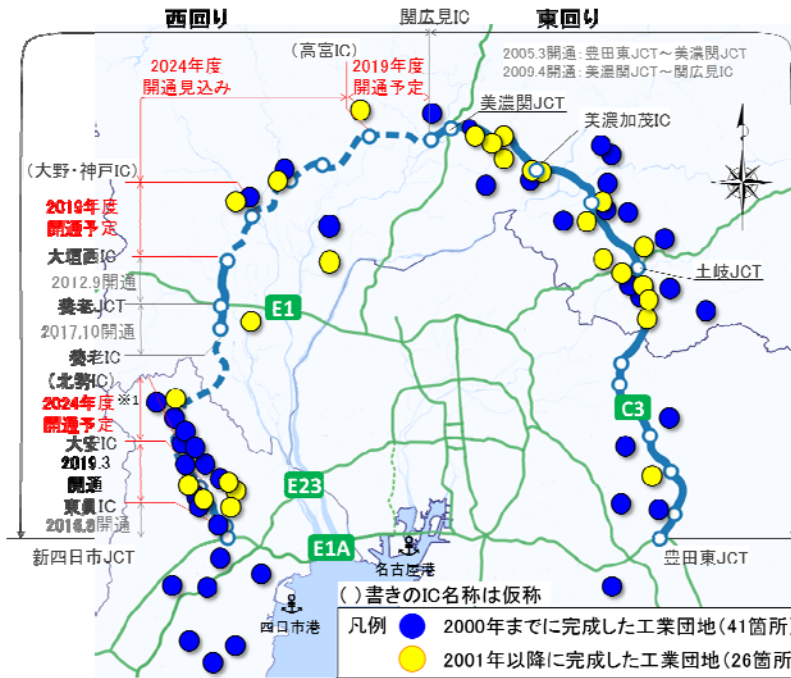 西回り
関広見IC
東回り
(高富IC)
2024年度
開通見込み
2019年度
開通予定
2005.3開通：豊田東JCT～美濃関JCT
2009.4開通：美濃関JCT～関広見IC
美濃関JCT
美濃加茂IC
(大野・神戸IC)
開通予定
大垣西IC
2012.9開通
養老JCT
2017.10開通
養老IC
(北勢IC)
※1
2024年度
開通予定
大安IC
2019.3
開通
東員IC
新四日市JCT
E1
土岐JCT
C3
E23
E1A
名古屋港
四日市港
豊田東JCT
( )書きのIC名称は仮称
凡例
2000年までに完成した工業団地(41箇所)
2001年以降に完成した工業団地(26箇所